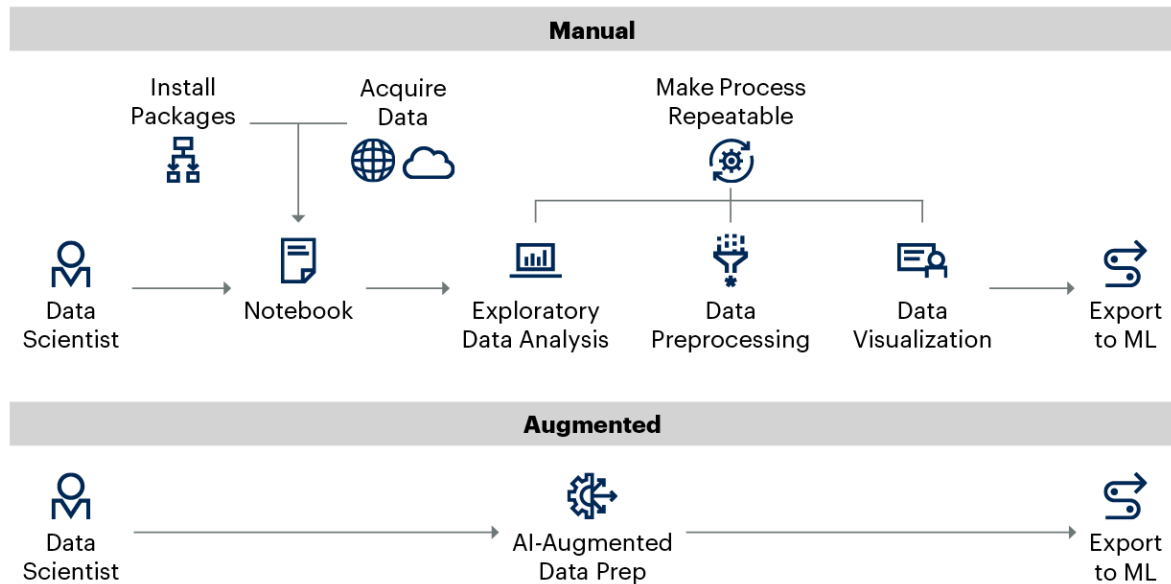 Manual
Install
Packages
Acquire
Data
Make Process
Repeatable
Data
Scientist
Notebook
Exploratory
Data Analysis
Data
Preprocessing
Data
Visualization
Export
to ML
Augmented
Data
Scientist
AI-Augmented
Data Prep
Export
to ML